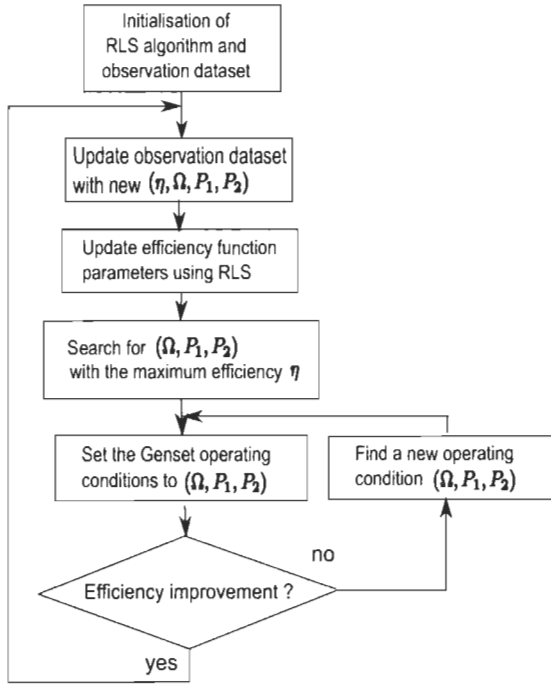 Initialisation of
RLS algorithm and
observation dataset
Update observation dataset
with new (η, Ω, P₁, P₂)
Update efficiency function
parameters using RLS
Search for (Ω, P₁, P₂)
with the maximum efficiency η
Set the Genset operating
conditions to (Ω, P₁, P₂)
Find a new operating
condition (Ω, P₁, P₂)
no
Efficiency improvement ?
yes